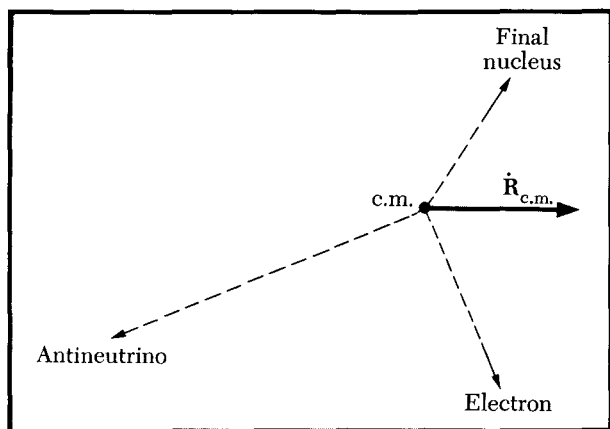 Final
nucleus
c.m.
Ṙc.m.
Antineutrino
Electron